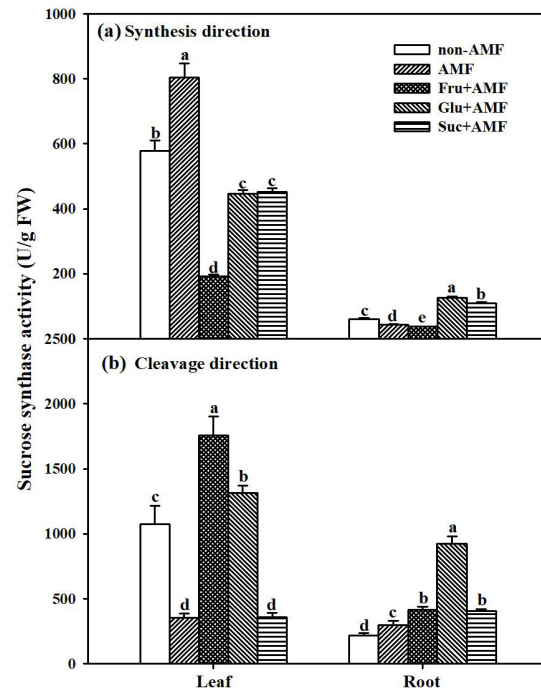 1000
(a) Synthesis direction
non-AMF
AMF
Fru+AMF
Glu+AMF
Suc+AMF
800
600
400
200
a
b
c c
d
a
b
c
d
e
Sucrose synthase activity (U/g FW)
2500
(b) Cleavage direction
2000
1500
1000
500
0
a
b
c
d
d
a
b
b
c
d
Leaf Root